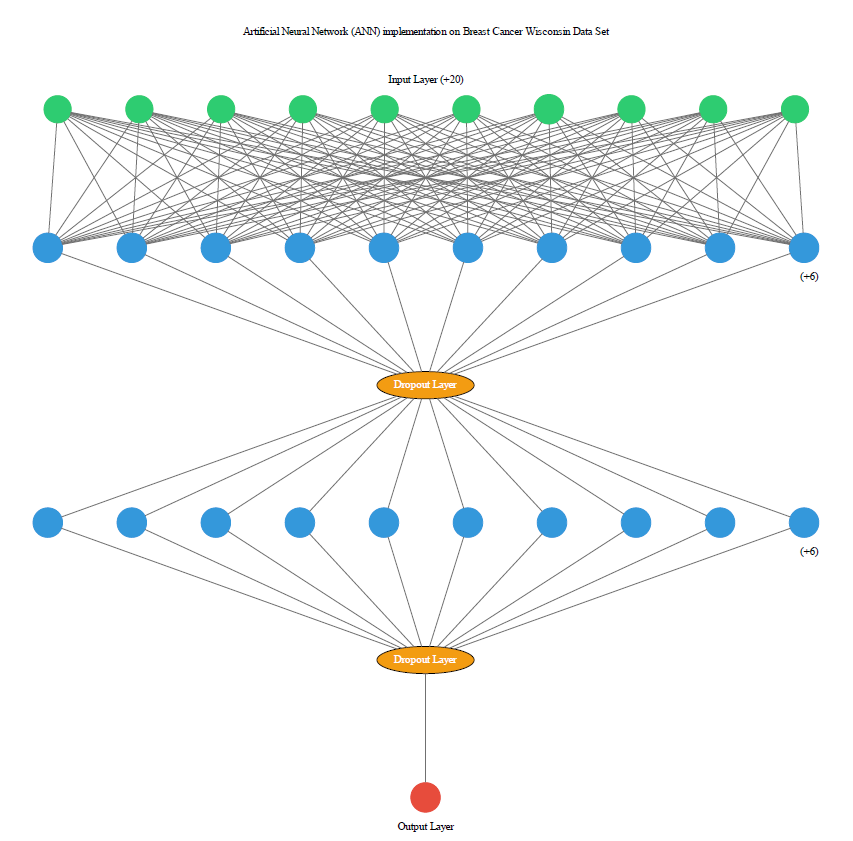 Artificial Neural Network (ANN) implementation on Breast Cancer Wisconsin Data Set
Input Layer (+20)
(+6)
Dropout Layer
(+6)
Dropout Layer
Output Layer